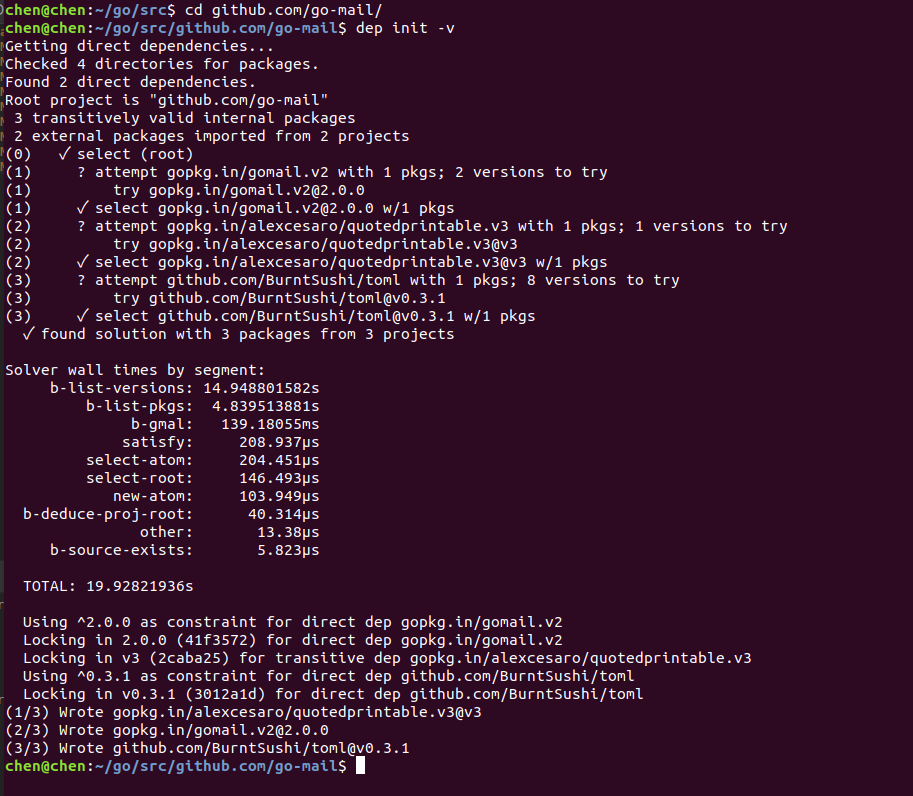 chen@chen:~/go/src$ cd github.com/go-mail/
chen@chen:~/go/src/github.com/go-mail$ dep init -v
Getting direct dependencies...
Checked 4 directories for packages.
Found 2 direct dependencies.
Root project is "github.com/go-mail"
 3 transitively valid internal packages
 2 external packages imported from 2 projects
(0)   ✓ select (root)
(1)     ? attempt gopkg.in/gomail.v2 with 1 pkgs; 2 versions to try
(1)         try gopkg.in/gomail.v2@2.0.0
(1)     ✓ select gopkg.in/gomail.v2@2.0.0 w/1 pkgs
(2)     ? attempt gopkg.in/alexcesaro/quotedprintable.v3 with 1 pkgs; 1 versions to try
(2)         try gopkg.in/alexcesaro/quotedprintable.v3@v3
(2)     ✓ select gopkg.in/alexcesaro/quotedprintable.v3@v3 w/1 pkgs
(3)     ? attempt github.com/BurntSushi/toml with 1 pkgs; 8 versions to try
(3)         try github.com/BurntSushi/toml@v0.3.1
(3)     ✓ select github.com/BurntSushi/toml@v0.3.1 w/1 pkgs
  ✓ found solution with 3 packages from 3 projects

Solver wall times by segment:
     b-list-versions: 14.948801582s
         b-list-pkgs:  4.839513881s
              b-gmal:   139.18055ms
             satisfy:     208.937µs
         select-atom:     204.451µs
         select-root:     146.493µs
            new-atom:     103.949µs
  b-deduce-proj-root:      40.314µs
               other:       13.38µs
     b-source-exists:       5.823µs

  TOTAL: 19.92821936s

  Using ^2.0.0 as constraint for direct dep gopkg.in/gomail.v2
  Locking in 2.0.0 (41f3572) for direct dep gopkg.in/gomail.v2
  Locking in v3 (2caba25) for transitive dep gopkg.in/alexcesaro/quotedprintable.v3
  Using ^0.3.1 as constraint for direct dep github.com/BurntSushi/toml
  Locking in v0.3.1 (3012a1d) for direct dep github.com/BurntSushi/toml
(1/3) Wrote gopkg.in/alexcesaro/quotedprintable.v3@v3
(2/3) Wrote gopkg.in/gomail.v2@2.0.0
(3/3) Wrote github.com/BurntSushi/toml@v0.3.1
chen@chen:~/go/src/github.com/go-mail$